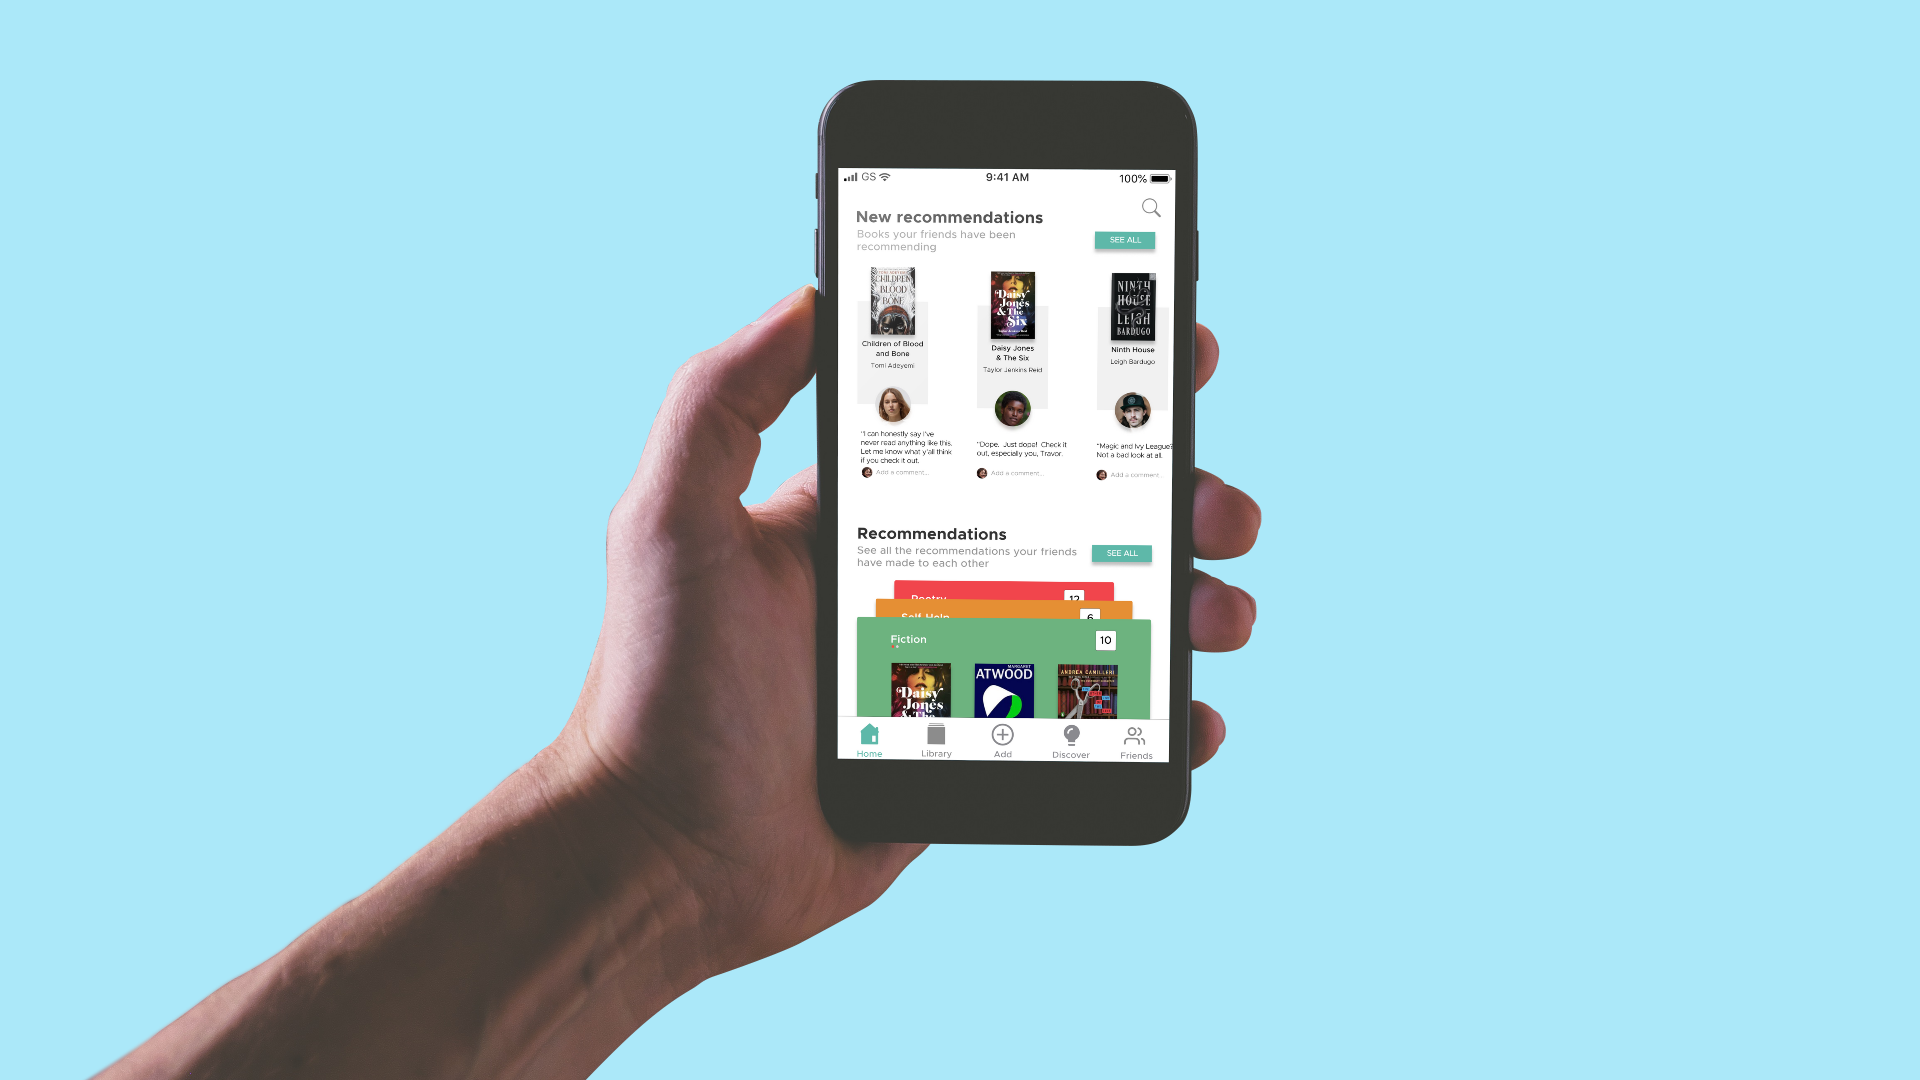 GS
9:41 AM
100%
New recommendations
Books your friends have been
recommending
SEE ALL
CHILDREN
BLOOD
BONE
Daisy
Jones
& The
Six
NINTH
HOUSE
LEIGH
BARDUGO
Children of Blood
and Bone
Tomi Adeyemi
Daisy Jones
& The Six
Taylor Jenkins Reid
Ninth House
Leigh Bardugo
"I can honestly say I've
never read anything like this.
Let me know what y'all think
if you check it out.
Add a comment...
"Dope. Just dope! Check it
out, especially you, Travor.
Add a comment...
"Magic and Ivy League?
Not a bad look at all.
Add a comment...
Recommendations
See all the recommendations your friends
have made to each other
SEE ALL
Poetry
12
Self-Help
6
Fiction
10
Daisy
Jones
& The
MARGARET
ATWOOD
ANDREA CAMILLERI
Home
Library
Add
Discover
Friends